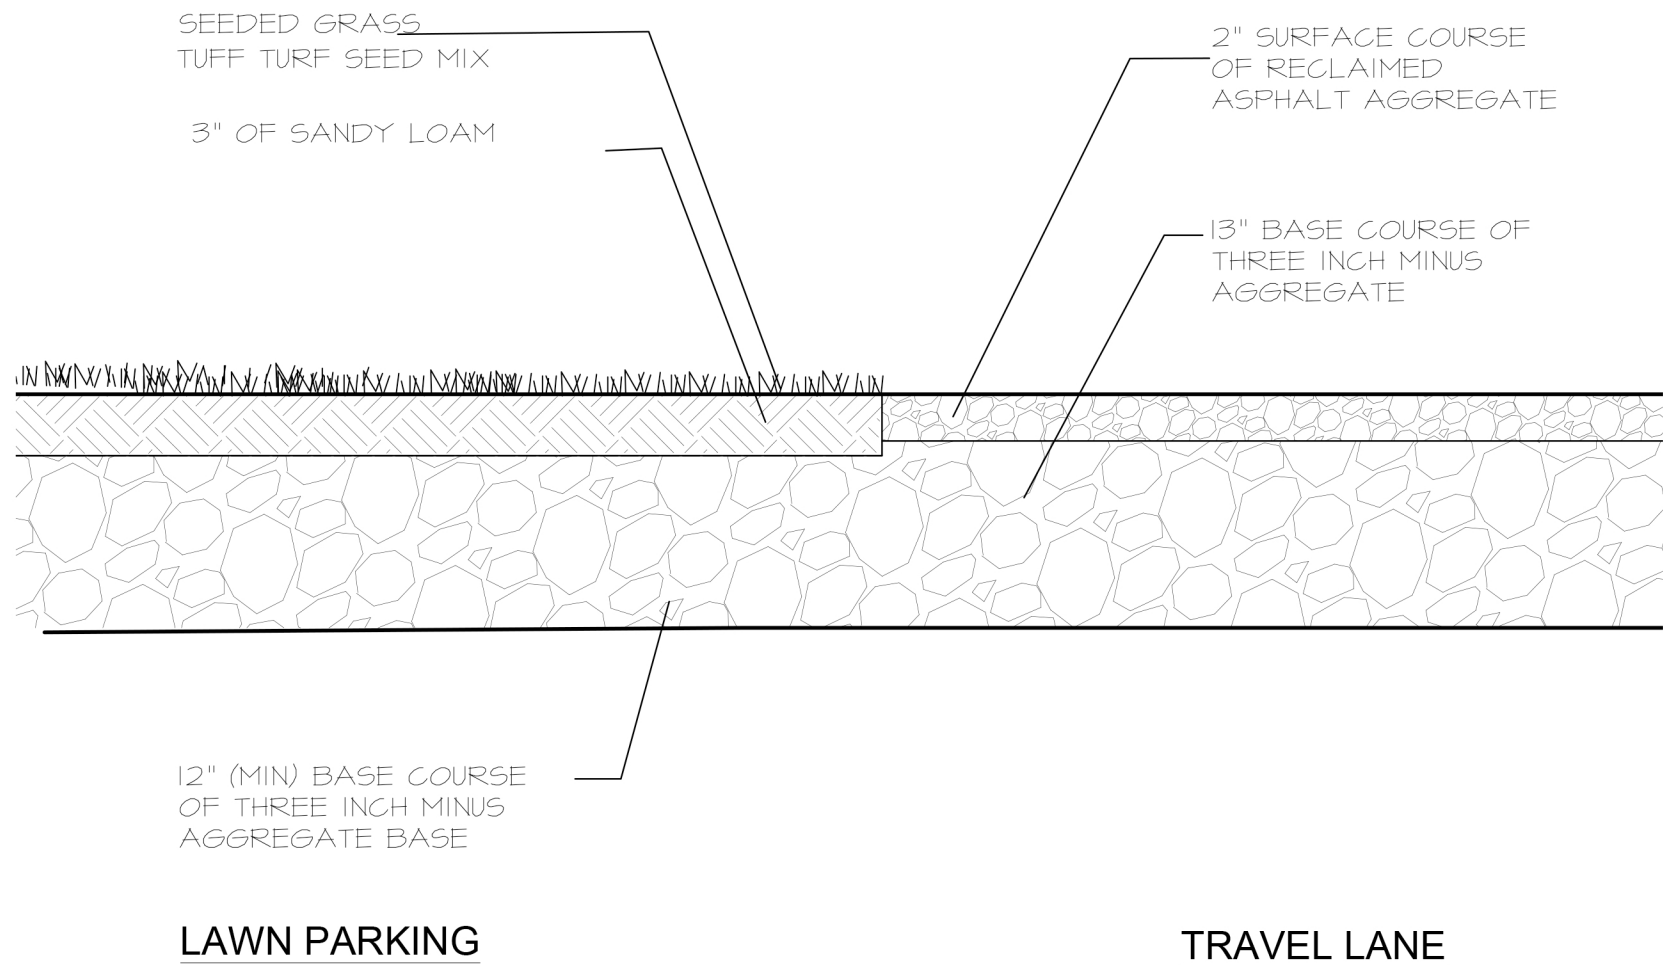 SEEDED GRASS
TUFF TURF SEED MIX
3" OF SANDY LOAM
2" SURFACE COURSE
OF RECLAIMED
ASPHALT AGGREGATE
13" BASE COURSE OF
THREE INCH MINUS
AGGREGATE
12" (MIN) BASE COURSE
OF THREE INCH MINUS
AGGREGATE BASE
LAWN PARKING
TRAVEL LANE